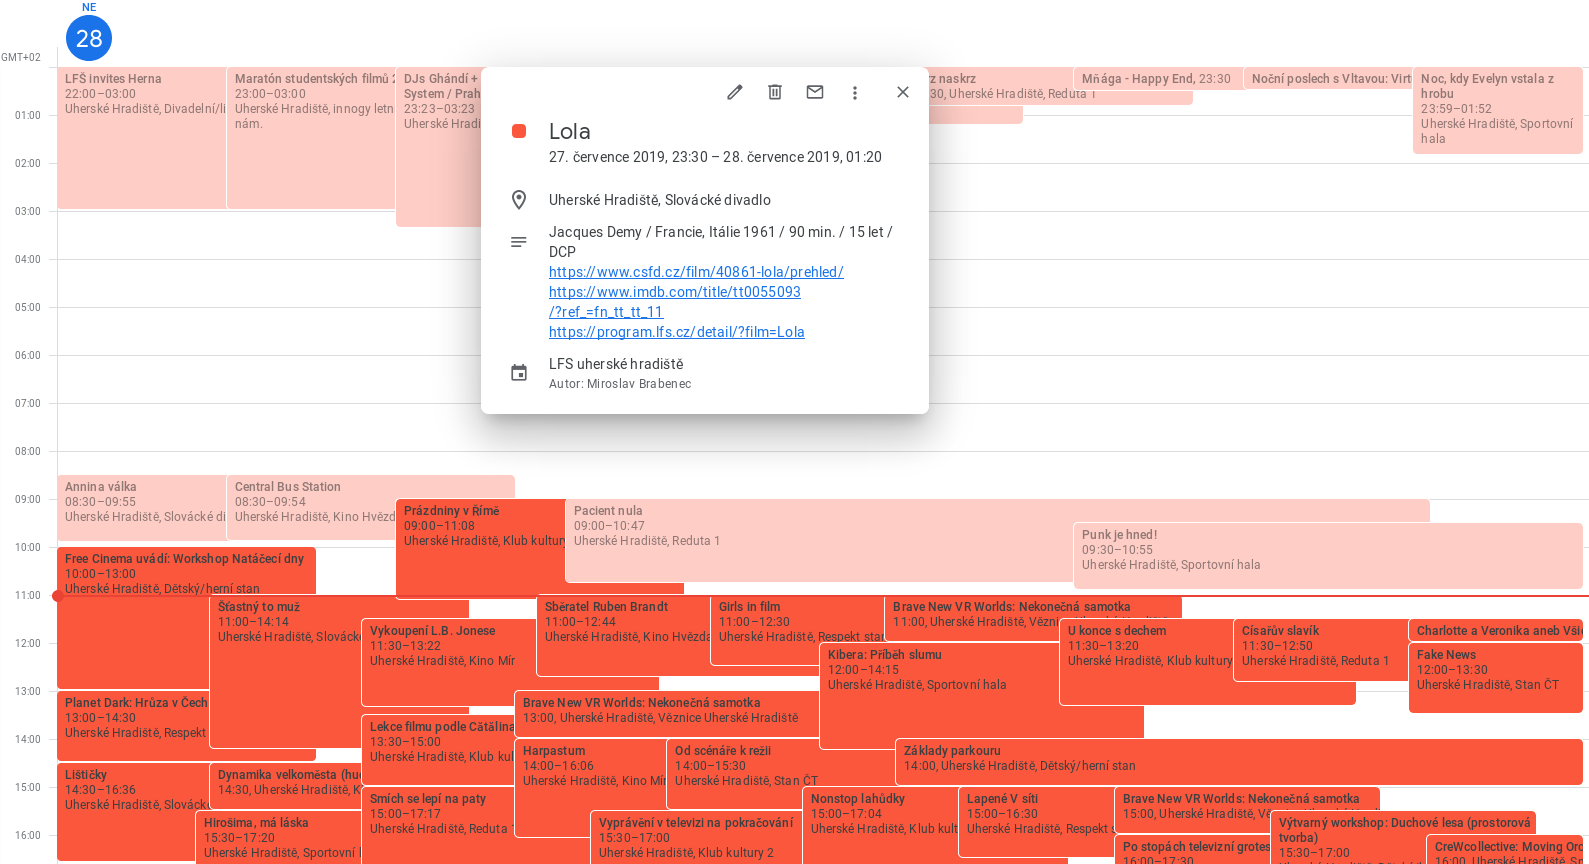 NE
28
GMT+02
LFŠ invites Herna
22:00–03:00
Uherské Hradiště, Divadelní/li
Maratón studentských filmů 2
23:00–03:00
Uherské Hradiště, innogy letn
nám.
DJs Ghándí +
System / Prah
23:23–03:23
Uherské Hradi
rz naskrz
30, Uherské Hradiště, Reduta 1
Mňága - Happy End, 23:30
Noční poslech s Vltavou: Virt
Noc, kdy Evelyn vstala z
hrobu
23:59–01:52
Uherské Hradiště, Sportovní
hala
Lola
27. července 2019, 23:30 – 28. července 2019, 01:20
Uherské Hradiště, Slovácké divadlo
Jacques Demy / Francie, Itálie 1961 / 90 min. / 15 let /
DCP
https://www.csfd.cz/film/40861-lola/prehled/
https://www.imdb.com/title/tt0055093
/?ref_=fn_tt_tt_11
https://program.lfs.cz/detail/?film=Lola
LFS uherské hradiště
Autor: Miroslav Brabenec
01:00
02:00
03:00
04:00
05:00
06:00
07:00
08:00
09:00
10:00
11:00
12:00
13:00
14:00
15:00
16:00
Annina válka
08:30–09:55
Uherské Hradiště, Slovácké di
Central Bus Station
08:30–09:54
Uherské Hradiště, Kino Hvězd
Prázdniny v Římě
09:00–11:08
Uherské Hradiště, Klub kultury
Pacient nula
09:00–10:47
Uherské Hradiště, Reduta 1
Punk je hned!
09:30–10:55
Uherské Hradiště, Sportovní hala
Free Cinema uvádí: Workshop Natáčecí dny
10:00–13:00
Uherské Hradiště, Dětský/herní stan
Šťastný to muž
11:00–14:14
Uherské Hradiště, Slovácké
Vykoupení L.B. Jonese
11:30–13:22
Uherské Hradiště, Kino Mír
Sběratel Ruben Brandt
11:00–12:44
Uherské Hradiště, Kino Hvězda
Girls in film
11:00–12:30
Uherské Hradiště, Respekt stan
Brave New VR Worlds: Nekonečná samotka
11:00, Uherské Hradiště, Vězni
U konce s dechem
11:30–13:20
Uherské Hradiště, Klub kultury
Císařův slavík
11:30–12:50
Uherské Hradiště, Reduta 1
Charlotte a Veronika aneb Všic
Fake News
12:00–13:30
Uherské Hradiště, Stan ČT
Kibera: Příběh slumu
12:00–14:15
Uherské Hradiště, Sportovní hala
Planet Dark: Hrůza v Čech
13:00–14:30
Uherské Hradiště, Respekt
Lekce filmu podle Cătălina
13:30–15:00
Uherské Hradiště, Klub kul
Brave New VR Worlds: Nekonečná samotka
13:00, Uherské Hradiště, Věznice Uherské Hradiště
Harpastum
14:00–16:06
Uherské Hradiště, Kino Mír
Od scénáře k režii
14:00–15:30
Uherské Hradiště, Stan ČT
Základy parkouru
14:00, Uherské Hradiště, Dětský/herní stan
Lištičky
14:30–16:36
Uherské Hradiště, Slovácké
Dynamika velkoměsta (hud
14:30, Uherské Hradiště, K
Smích se lepí na paty
15:00–17:17
Uherské Hradiště, Reduta
Hirošima, má láska
15:30–17:20
Uherské Hradiště, Sportovní
Vyprávění v televizi na pokračování
15:30–17:00
Uherské Hradiště, Klub kultury 2
Nonstop lahůdky
15:00–17:04
Uherské Hradiště, Klub kult
Lapené V síti
15:00–16:30
Uherské Hradiště, Respekt s
Brave New VR Worlds: Nekonečná samotka
15:00, Uherské Hradiště, Vě
Po stopách televizní grotes
16:00–17:30
Výtvarný workshop: Duchové lesa (prostorová
tvorba)
15:30–17:00
CreWcollective: Moving Orc
16:00, Uherské Hradiště, Sp